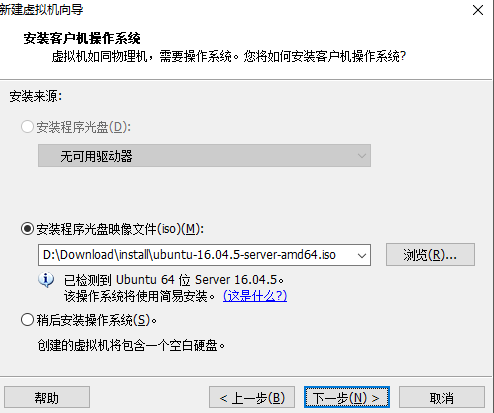 新建虚拟机向导
安装客户机操作系统
虚拟机如同物理机，需要操作系统。您将如何安装客户机操作系统?
安装来源:
安装程序光盘(D):
无可用驱动器
安装程序光盘映像文件(iso)(M):
D:\Download\install\ubuntu-16.04.5-server-amd64.iso
浏览(R)...
已检测到 Ubuntu 64 位 Server 16.04.5。
该操作系统将使用简易安装。(这是什么?)
稍后安装操作系统(S)。
创建的虚拟机将包含一个空白硬盘。
帮助
< 上一步(B)
下一步(N) >
取消